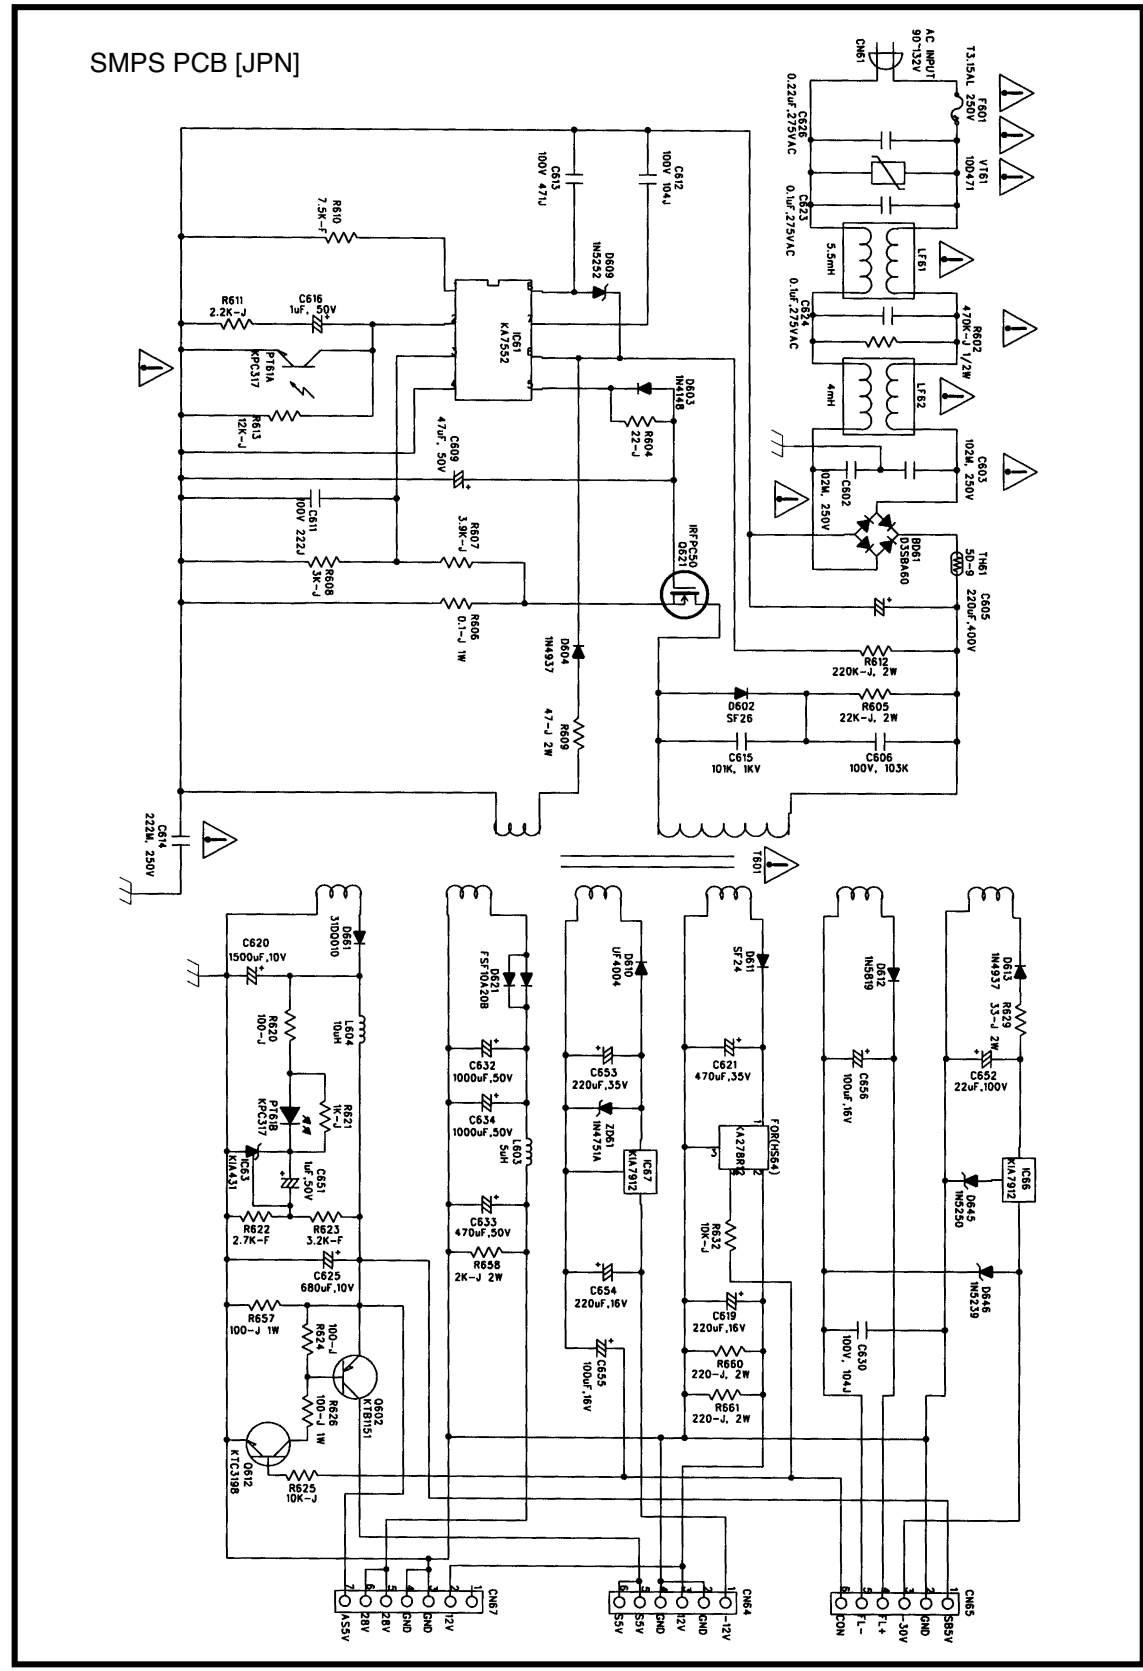 SMPS PCB [JPN]
AC INPUT
90~132V
CN61
T3.15AL 250V
F601
C626
0.22uF,275VAC
VT61
10D471
C623
0.1uF,275VAC
LF61
5.5mH
C624
0.1uF,275VAC
R602
470K-J 1/2W
LF62
4mH
C603
102M, 250V
C602
102M, 250V
BD61
D3SBA60
TH61
5D-9
C605
220uF,400V
R612
220K-J, 2W
R605
22K-J, 2W
C606
100V, 103K
D602
SF26
C615
101K, 1KV
C612
100V 104J
C613
100V 471J
D609
1N5252
R610
7.5K-F
IC61
KA7552
1
2
3
4
8
7
6
5
R611
2.2K-J
C616
1uF, 50V
PT61A
KPC317
R613
12K-J
D603
1N4148
R604
22-J
C609
47uF, 50V
C611
100V 222J
R607
3.9K-J
R608
3K-J
R606
0.1-J 1W
IRFPC50
Q621
D604
1N4937
R609
47-J 2W
C614
222M, 250V
T601
D661
31DQ010
C620
1500uF,10V
R620
100-J
L604
10uH
PT61B
KPC317
R621
1K-J
IC63
KIA431
C651
1uF,50V
R622
2.7K-F
R623
3.2K-F
C625
680uF,10V
R657
100-J 1W
R624
100-J
R626
100-J 1W
Q602
KTB1151
Q612
KTC3198
R625
10K-J
D621
FSF10A20B
C632
1000uF,50V
C634
1000uF,50V
L603
5uH
C633
470uF,50V
R658
2K-J 2W
D610
UF4004
C653
220uF,35V
ZD61
1N4751A
IC67
KIA7912
C654
220uF,16V
C655
100uF,16V
D611
SF24
C621
470uF,35V
FOR(HS64)
KA278R12
1
2
3
4
R632
10K-J
C619
220uF,16V
R660
220-J, 2W
R661
220-J, 2W
D612
1N5819
C656
100uF,16V
D613
1N4937
R629
33-J 2W
C652
22uF,100V
IC66
KIA7912
D645
1N5250
D646
1N5239
C630
100V, 104J
CN67
7 6 5 4 3 2 1
AS5V
28V
28V
GND
GND
12V
CN64
6 5 4 3 2 1
S5V
S5V
GND
12V
GND
-12V
CN65
6 5 4 3 2 1
CON
FL-
FL+
-30V
GND
SB5V